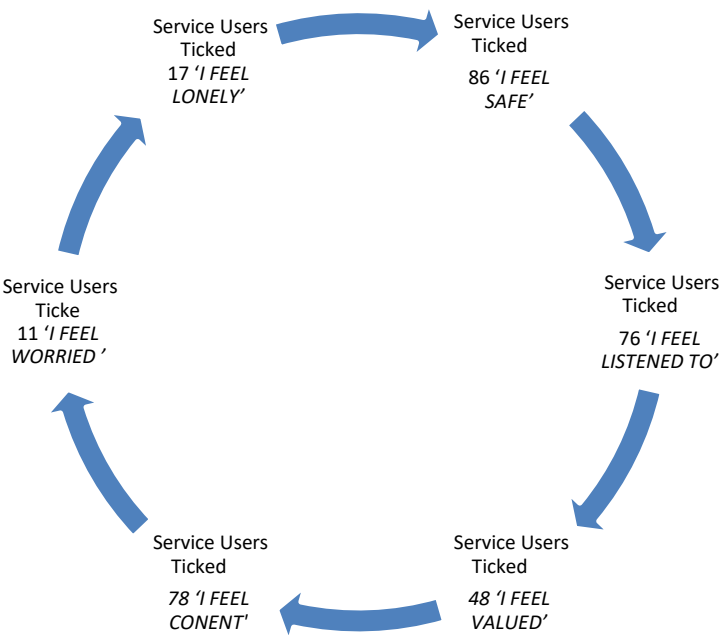 Service Users
Ticked
17 ‘I FEEL
LONELY’
Service Users
Ticked
86 ‘I FEEL
SAFE’
Service Users
Ticked
76 ‘I FEEL
LISTENED TO’
Service Users
Ticked
48 ‘I FEEL
VALUED’
Service Users
Ticked
78 ‘I FEEL
CONENT'
Service Users
Ticke
11 ‘I FEEL
WORRIED ’